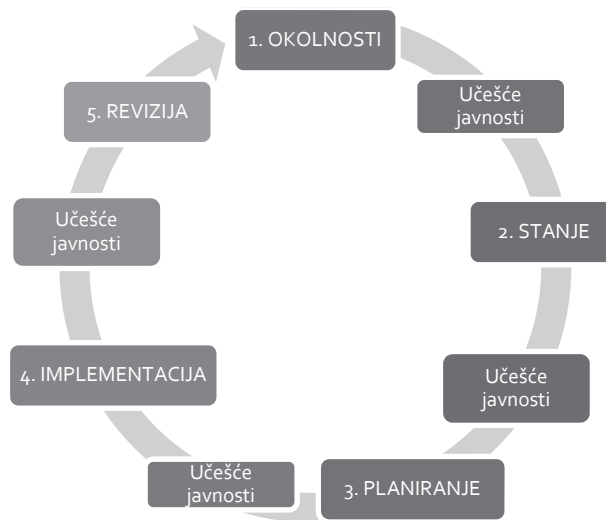 1. OKOLNOSTI
Učešće
javnosti
2. STANJE
Učešće
javnosti
3. PLANIRANJE
Učešće
javnosti
4. IMPLEMENTACIJA
Učešće
javnosti
5. REVIZIJA